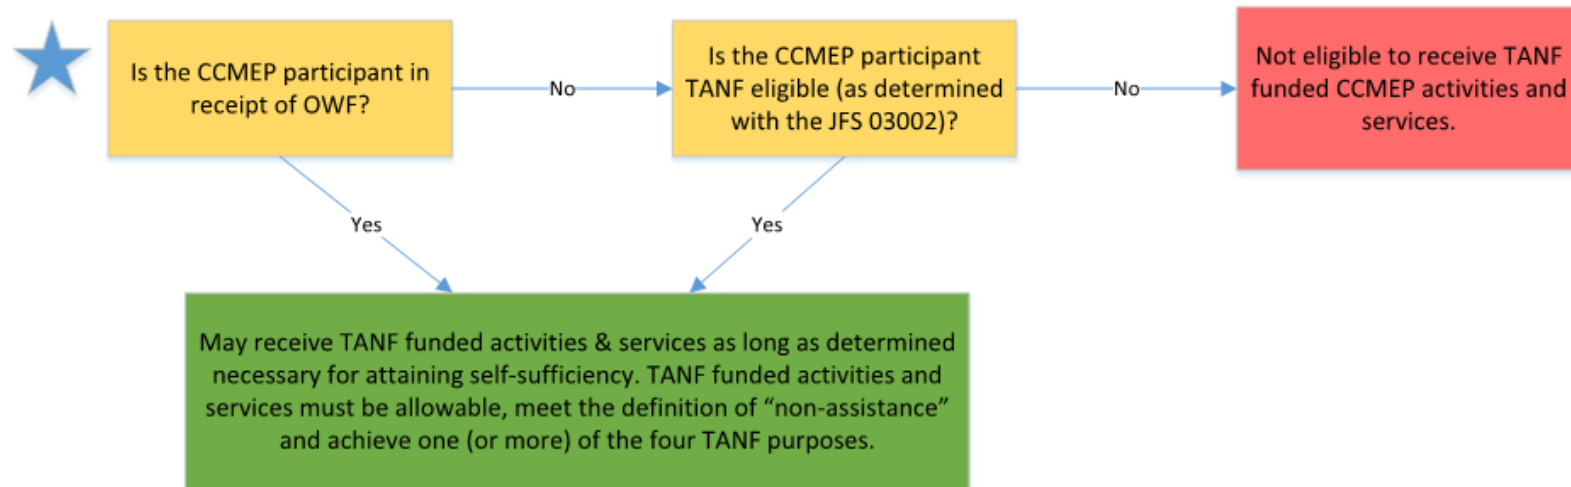 Is the CCMEP participant in
receipt of OWF?
No
Is the CCMEP participant
TANF eligible (as determined
with the JFS 03002)?
No
Not eligible to receive TANF
funded CCMEP activities and
services.
Yes
Yes
May receive TANF funded activities & services as long as determined
necessary for attaining self-sufficiency. TANF funded activities and
services must be allowable, meet the definition of “non-assistance”
and achieve one (or more) of the four TANF purposes.